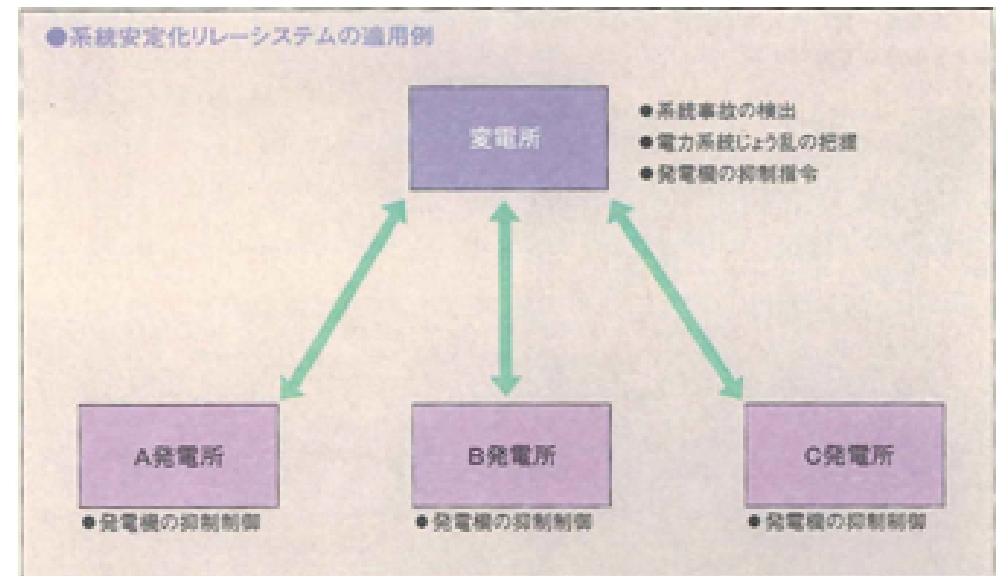 ●系統安定化リレーシステムの適用例
変電所
●系統事故の検出
●電力系統じょう乱の把握
●発電機の抑制指令
A発電所
B発電所
C発電所
●発電機の抑制制御
●発電機の抑制制御
●発電機の抑制制御